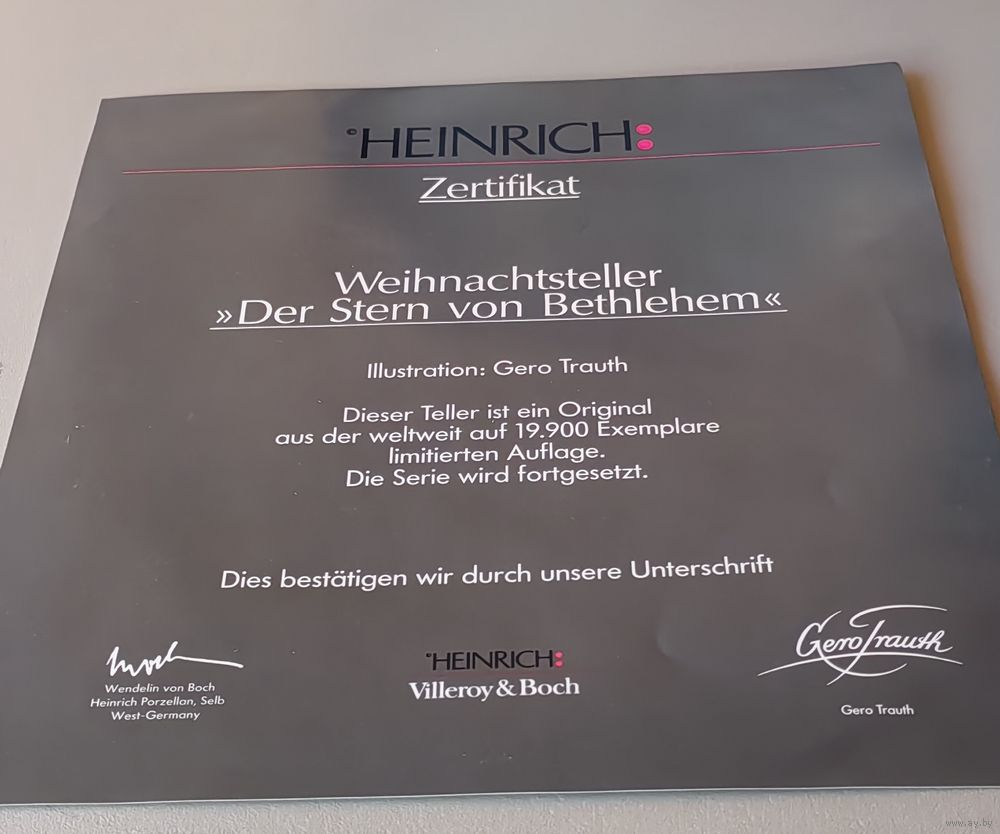 ©HEINRICH:
Zertifikat
Weihnachtsteller
»Der Stern von Bethlehem«
Illustration: Gero Trauth
Dieser Teller ist ein Original
aus der weltweit auf 19.900 Exemplare
limitierten Auflage.
Die Serie wird fortgesetzt.
Dies bestätigen wir durch unsere Unterschrift
Wendelin von Boch
Heinrich Porzellan, Selb
West-Germany
©HEINRICH:
Villeroy & Boch
Gero Trauth
Gero Trauth
www.ay.by